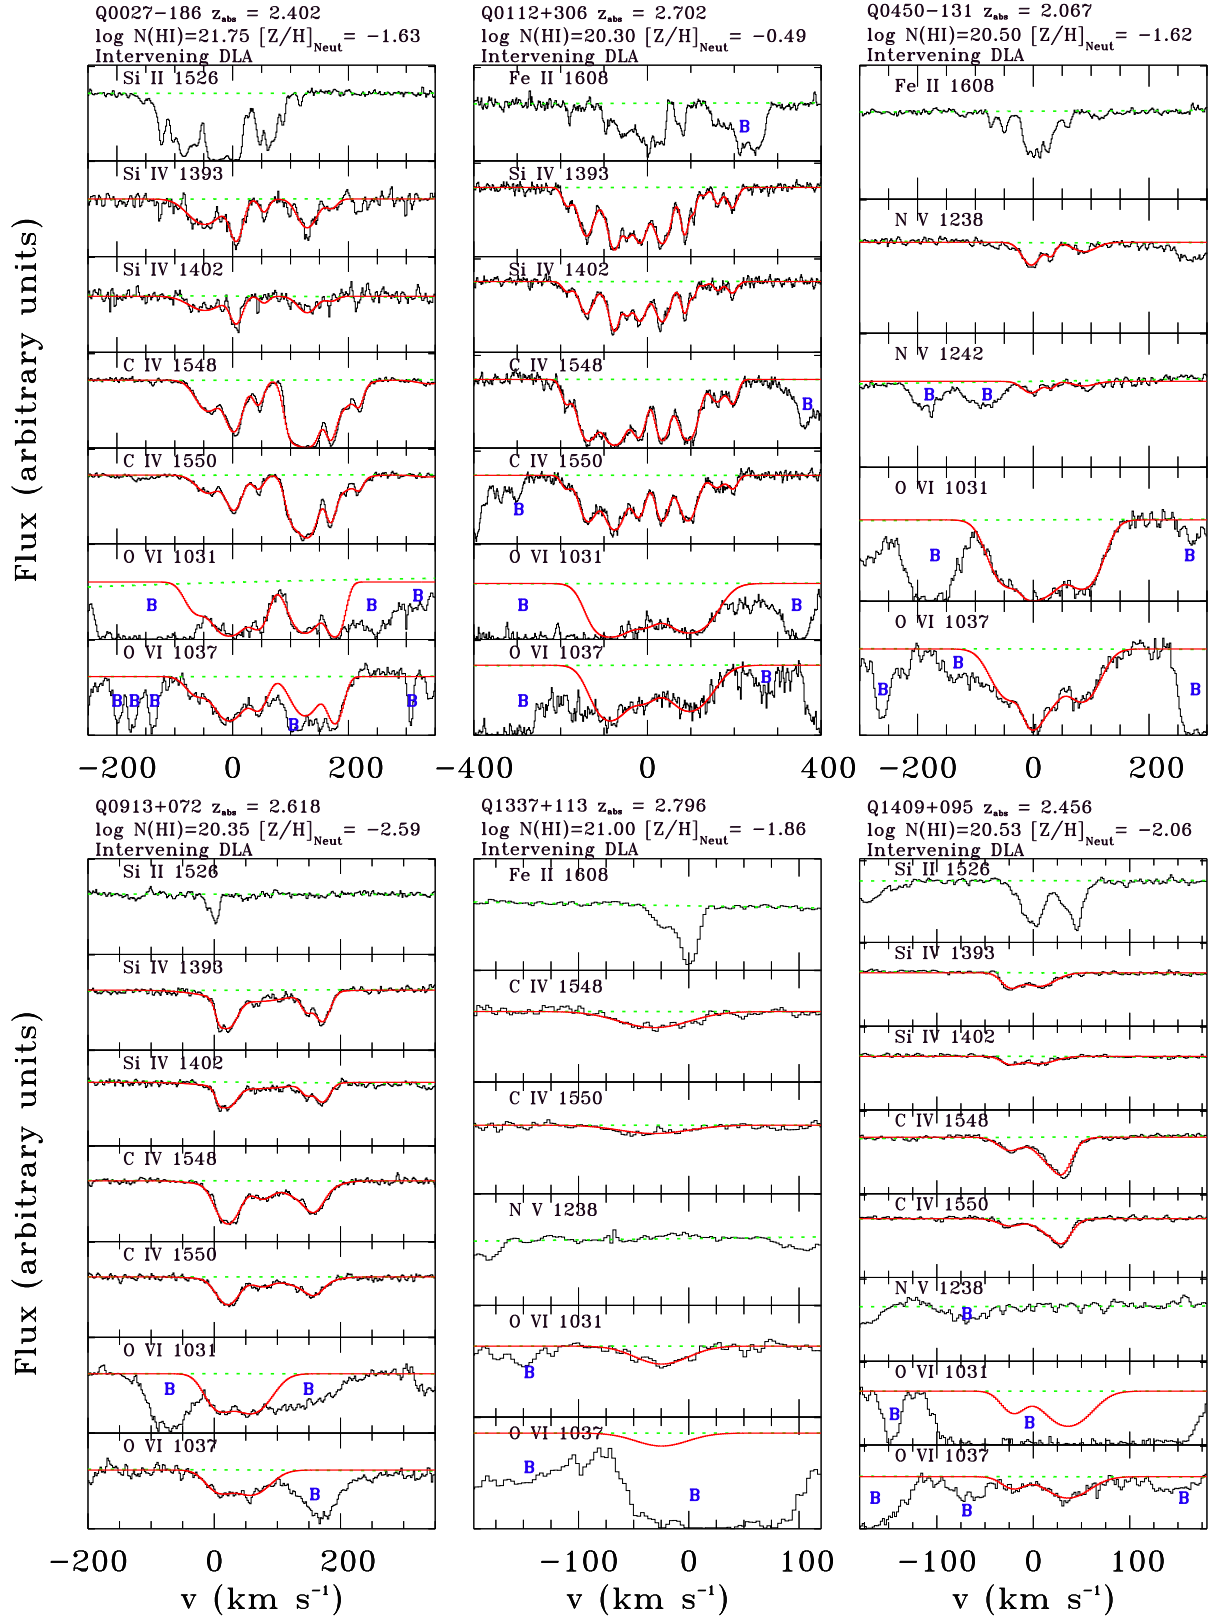 Q0027−186 z_abs = 2.402
log N(HI)=21.75 [Z/H]_Neut= −1.63
Intervening DLA
Si II 1526
Si IV 1393
Si IV 1402
C IV 1548
C IV 1550
O VI 1031
B
B
B
O VI 1037
B
B
B
B
B
−200
0
200
Q0112+306 z_abs = 2.702
log N(HI)=20.30 [Z/H]_Neut= −0.49
Intervening DLA
Fe II 1608
B
Si IV 1393
Si IV 1402
C IV 1548
B
C IV 1550
B
O VI 1031
B
B
O VI 1037
B
B
−400
0
400
Q0450−131 z_abs = 2.067
log N(HI)=20.50 [Z/H]_Neut= −1.62
Intervening DLA
Fe II 1608
N V 1238
N V 1242
B
B
O VI 1031
B
B
O VI 1037
B
B
B
−200
0
200
Flux (arbitrary units)
Q0913+072 z_abs = 2.618
log N(HI)=20.35 [Z/H]_Neut= −2.59
Intervening DLA
Si II 1526
Si IV 1393
Si IV 1402
C IV 1548
C IV 1550
O VI 1031
B
B
O VI 1037
B
−200
0
200
v (km s⁻¹)
Q1337+113 z_abs = 2.796
log N(HI)=21.00 [Z/H]_Neut= −1.86
Intervening DLA
Fe II 1608
C IV 1548
C IV 1550
N V 1238
O VI 1031
B
O VI 1037
B
B
−100
0
100
v (km s⁻¹)
Q1409+095 z_abs = 2.456
log N(HI)=20.53 [Z/H]_Neut= −2.06
Intervening DLA
Si II 1526
Si IV 1393
Si IV 1402
C IV 1548
C IV 1550
N V 1238
B
O VI 1031
B
B
O VI 1037
B
B
B
−100
0
100
v (km s⁻¹)
Flux (arbitrary units)